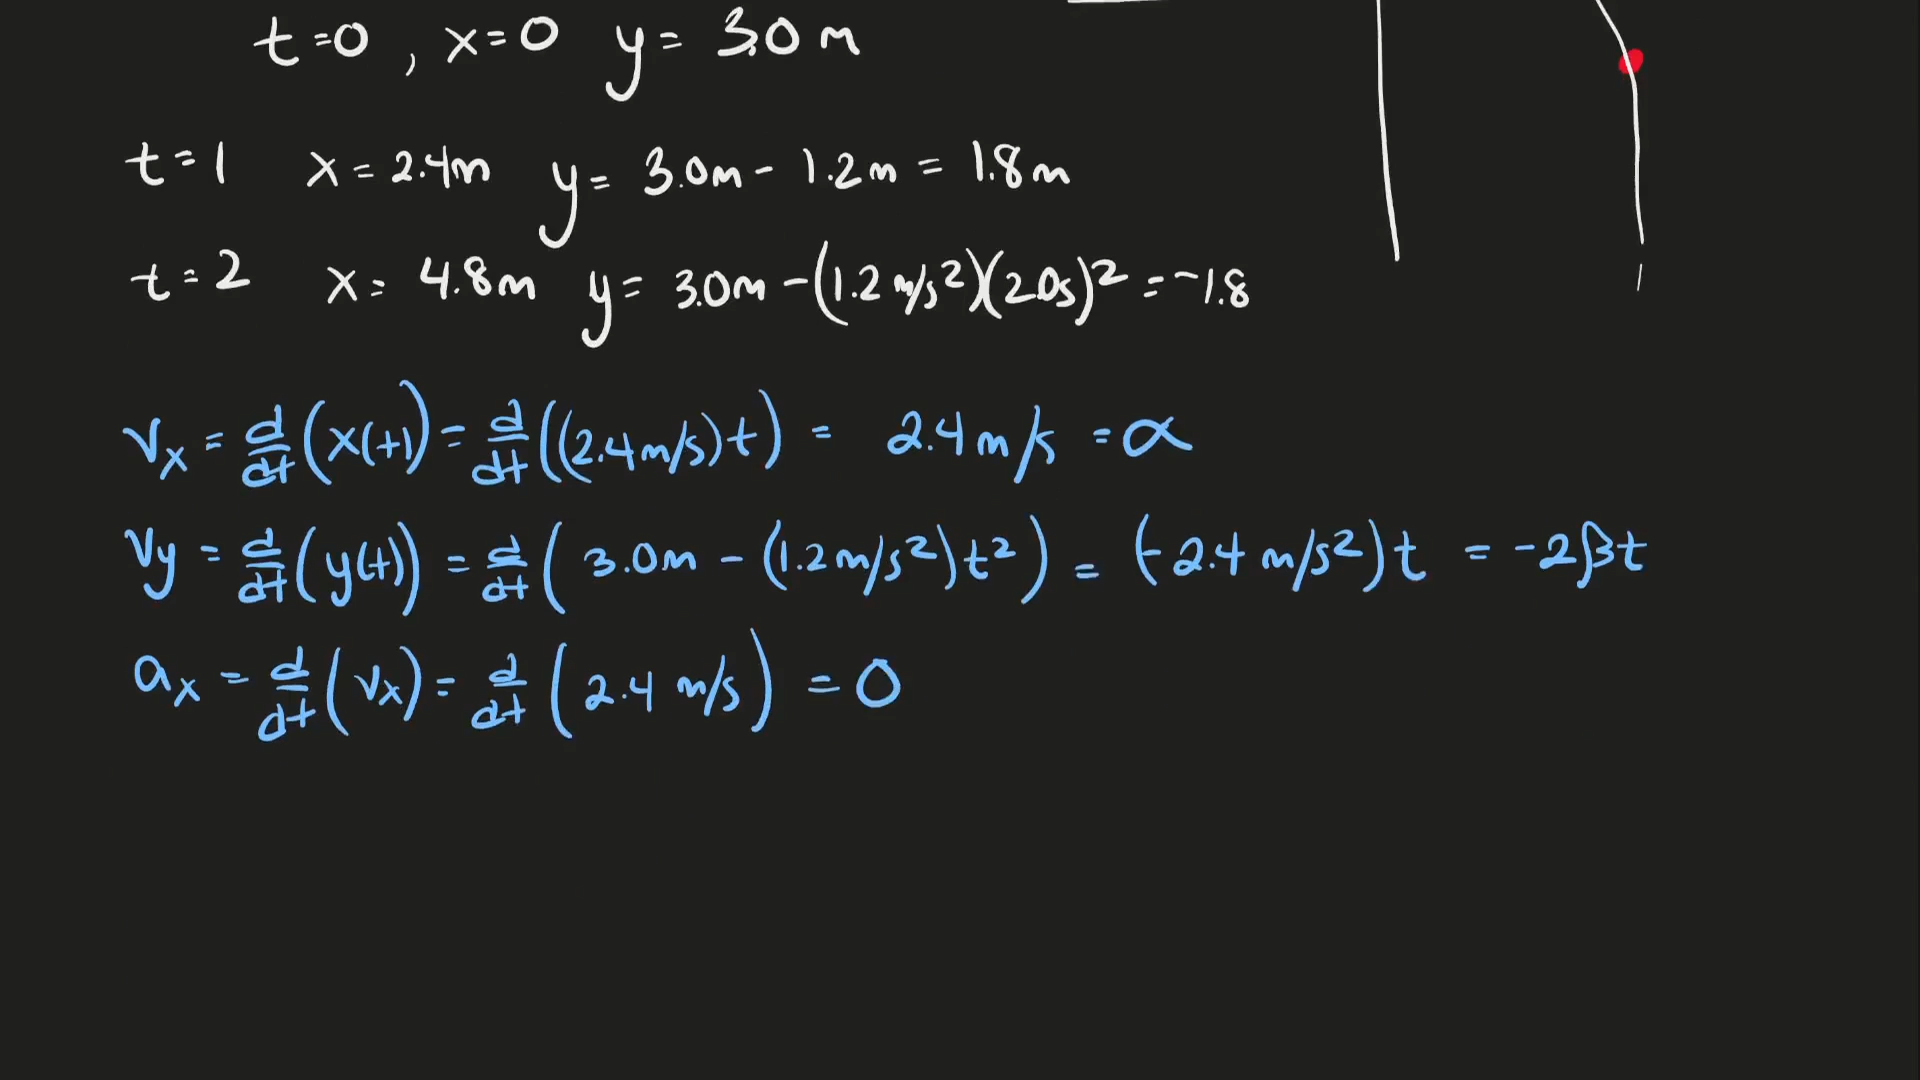 t=0 , x=0 y= 3.0 m
t=1 x= 2.4m y= 3.0m - 1.2m = 1.8m
t=2 x= 4.8m y= 3.0m -(1.2 m/s²)(2.0s)² = -1.8
vx = d/dt (x(t)) = d/dt ((2.4m/s)t) = 2.4 m/s = α
vy = d/dt (y(t)) = d/dt ( 3.0m - (1.2m/s²)t²) = (-2.4 m/s²)t = -2βt
ax = d/dt (vx) = d/dt ( 2.4 m/s) = 0